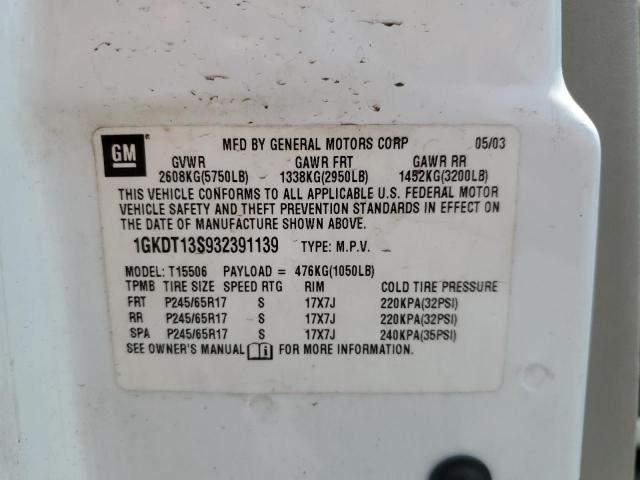 GM
MFD BY GENERAL MOTORS CORP 05/03
GVWR GAWR FRT GAWR RR
2608KG(5750LB) 1338KG(2950LB) 1452KG(3200LB)
THIS VEHICLE CONFORMS TO ALL APPLICABLE U.S. FEDERAL MOTOR
VEHICLE SAFETY AND THEFT PREVENTION STANDARDS IN EFFECT ON
THE DATE OF MANUFACTURE SHOWN ABOVE.
1GKDT13S932391139 TYPE: M.P.V.
MODEL: T15506 PAYLOAD = 476KG(1050LB)
TPMB TIRE SIZE SPEED RTG RIM COLD TIRE PRESSURE
FRT P245/65R17 S 17X7J 220KPA(32PSI)
RR P245/65R17 S 17X7J 220KPA(32PSI)
SPA P245/65R17 S 17X7J 240KPA(35PSI)
SEE OWNER'S MANUAL FOR MORE INFORMATION.